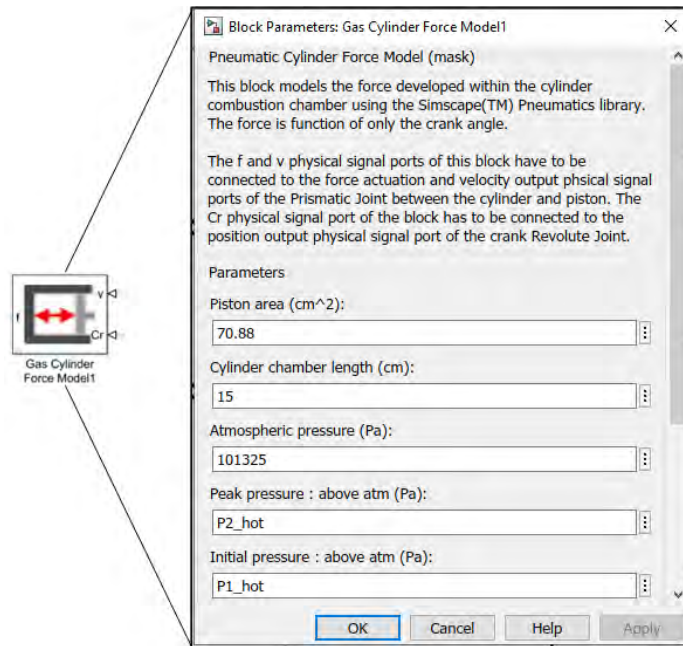 Block Parameters: Gas Cylinder Force Model1
Pneumatic Cylinder Force Model (mask)
This block models the force developed within the cylinder
combustion chamber using the Simscape(TM) Pneumatics library.
The force is function of only the crank angle.
The f and v physical signal ports of this block have to be
connected to the force actuation and velocity output phsical signal
ports of the Prismatic Joint between the cylinder and piston. The
Cr physical signal port of the block has to be connected to the
position output physical signal port of the crank Revolute Joint.
Parameters
Piston area (cm^2):
70.88
Cylinder chamber length (cm):
15
Atmospheric pressure (Pa):
101325
Peak pressure : above atm (Pa):
P2_hot
Initial pressure : above atm (Pa):
P1_hot
OK Cancel Help Apply
v
f
Cr
Gas Cylinder
Force Model1